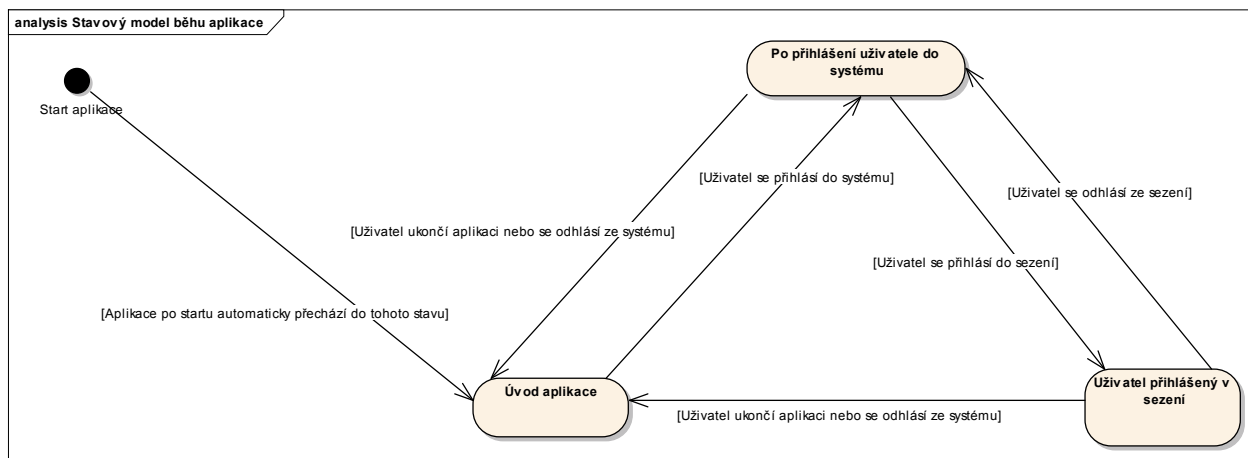 analysis Stavový model běhu aplikace
Po přihlášení uživatele do
systému
Start aplikace
[Uživatel se přihlásí do systému]
[Uživatel se odhlásí ze sezení]
[Uživatel ukončí aplikaci nebo se odhlásí ze systému]
[Uživatel se přihlásí do sezení]
[Aplikace po startu automaticky přechází do tohoto stavu]
Úvod aplikace
Uživatel přihlášený v
sezení
[Uživatel ukončí aplikaci nebo se odhlásí ze systému]